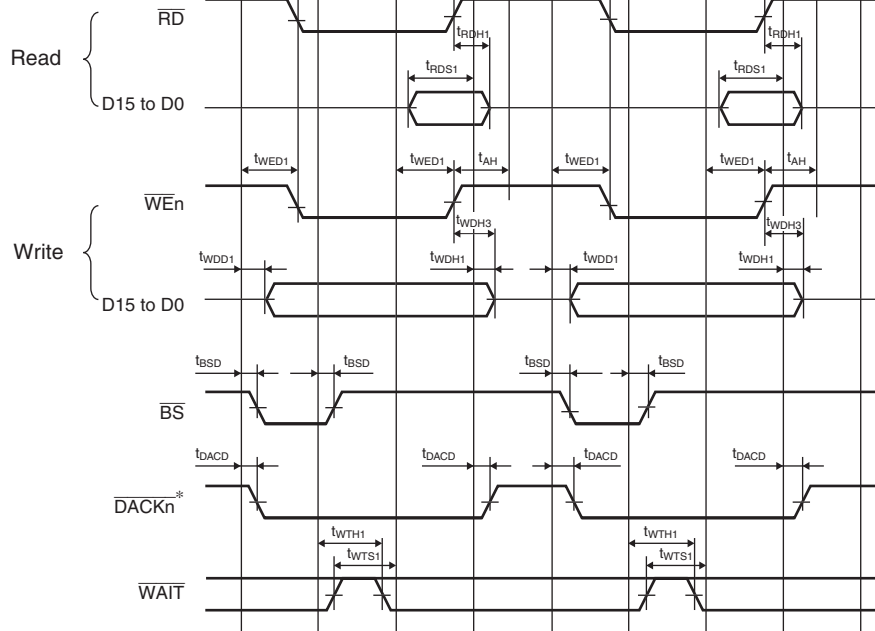 RD
tRDH1 tRDH1
Read
tRDS1 tRDS1
D15 to D0
tWED1 tWED1 tAH tWED1 tWED1 tAH
WEn
tWDH3 tWDH3
Write
tWDD1 tWDH1 tWDD1 tWDH1
D15 to D0
tBSD tBSD tBSD tBSD
BS
tDACD tDACD tDACD tDACD
DACKn*
tWTH1 tWTH1
tWTS1 tWTS1
WAIT